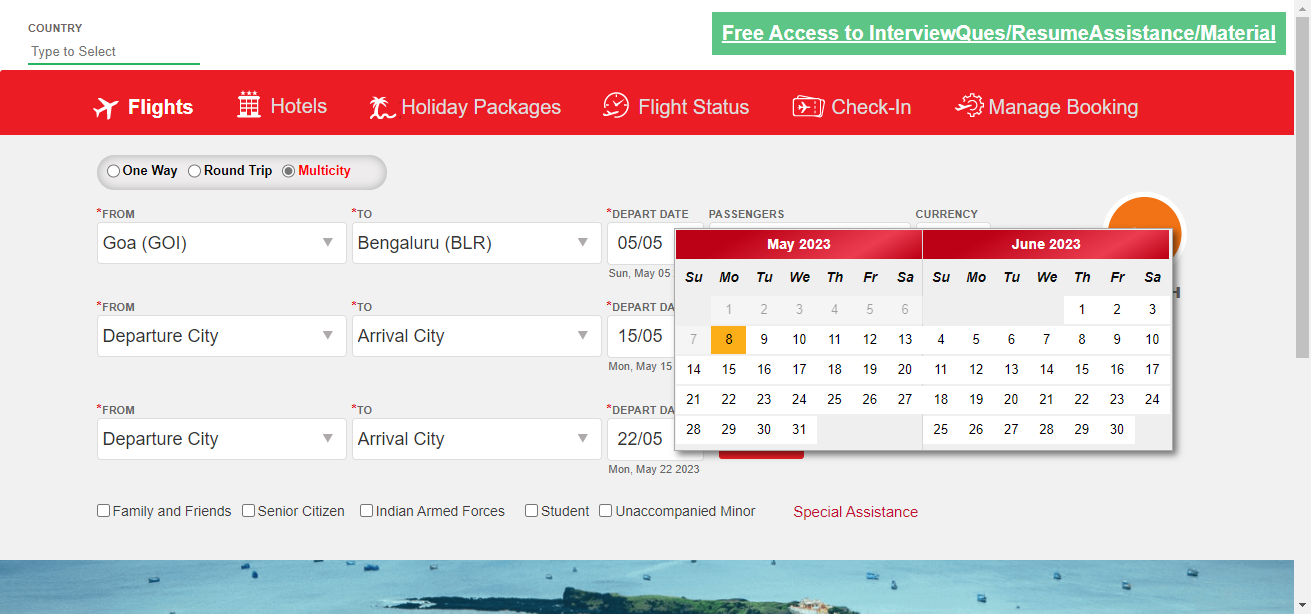 COUNTRY
Type to Select
Free Access to InterviewQues/ResumeAssistance/Material
Flights Hotels Holiday Packages Flight Status Check-In Manage Booking
One Way Round Trip Multicity
*FROM *TO *DEPART DATE PASSENGERS CURRENCY
Goa (GOI) Bengaluru (BLR) 05/05
Sun, May 05
May 2023 June 2023
Su Mo Tu We Th Fr Sa Su Mo Tu We Th Fr Sa
1 2 3 4 5 6 1 2 3
7 8 9 10 11 12 13 4 5 6 7 8 9 10
14 15 16 17 18 19 20 11 12 13 14 15 16 17
21 22 23 24 25 26 27 18 19 20 21 22 23 24
28 29 30 31 25 26 27 28 29 30
H
*FROM *TO *DEPART DA
Departure City Arrival City 15/05
Mon, May 15
*FROM *TO *DEPART DA
Departure City Arrival City 22/05
Mon, May 22 2023
Family and Friends Senior Citizen Indian Armed Forces Student Unaccompanied Minor Special Assistance